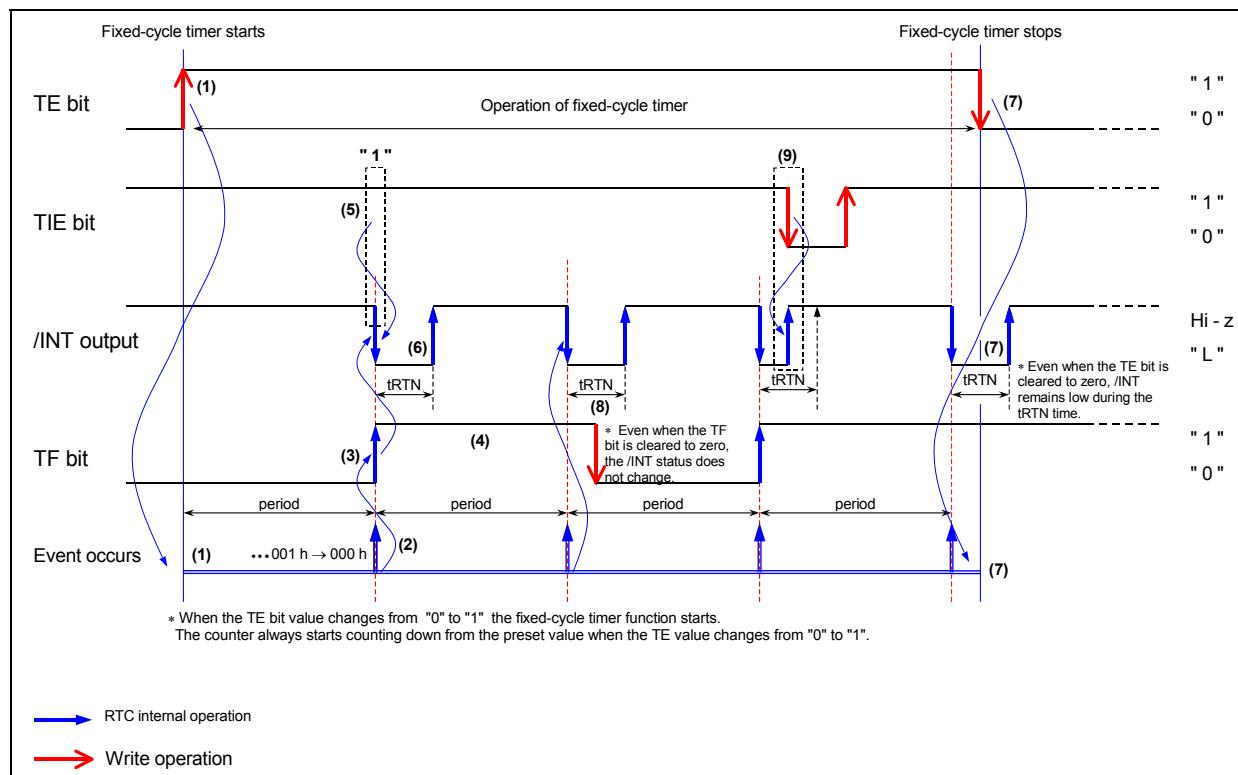 Fixed-cycle timer starts
Fixed-cycle timer stops
TE bit
(1)
Operation of fixed-cycle timer
(7)
" 1 "
" 0 "
" 1 "
(9)
TIE bit
(5)
" 1 "
" 0 "
/INT output
(6)
(7)
Hi - z
" L "
tRTN
tRTN
tRTN
tRTN
* Even when the TE bit is
cleared to zero, /INT
remains low during the
tRTN time.
(8)
TF bit
(3)
(4)
* Even when the TF
bit is cleared to zero,
the /INT status does
not change.
" 1 "
" 0 "
period
period
period
period
Event occurs
(1)
•••001 h → 000 h
(2)
(7)
* When the TE bit value changes from "0" to "1" the fixed-cycle timer function starts.
The counter always starts counting down from the preset value when the TE value changes from "0" to "1".
RTC internal operation
Write operation